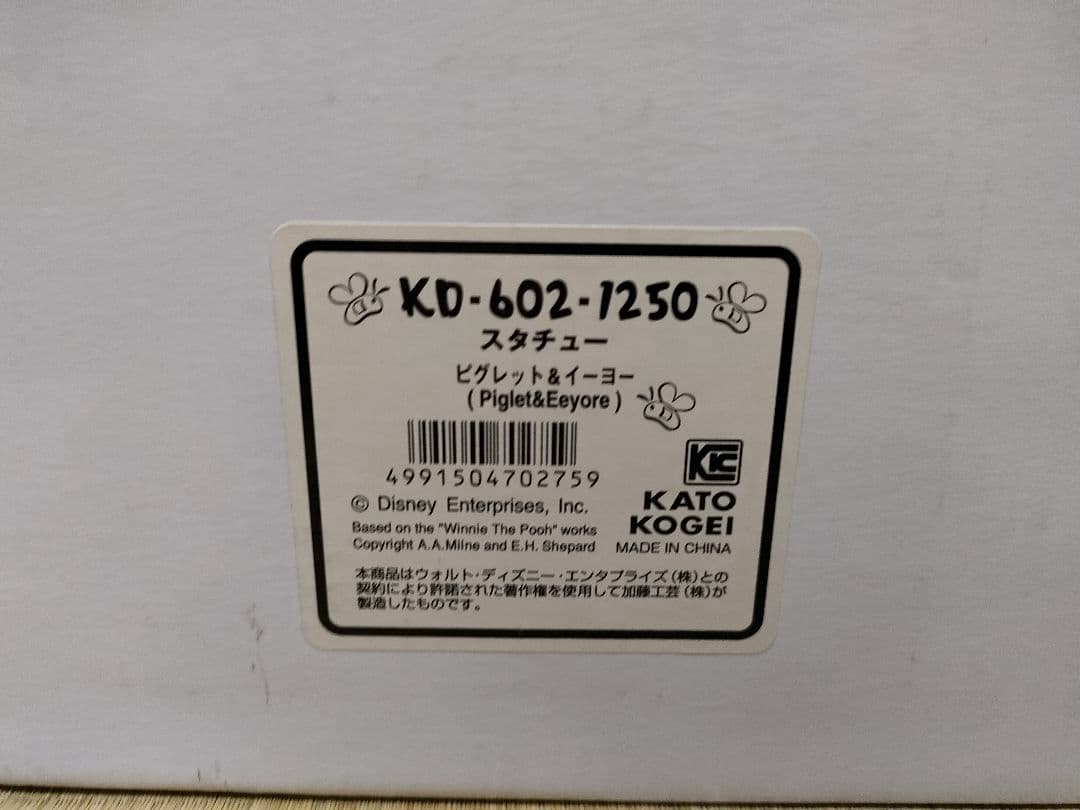 KD-602-1250
スタチュー
ピグレット&イーヨー
(Piglet&Eeyore)
4991504702759
© Disney Enterprises, Inc.
Based on the "Winnie The Pooh" works
Copyright A.A.Milne and E.H. Shepard
KC
KATO
KOGEI
MADE IN CHINA
本商品はウォルト・ディズニー・エンタプライズ(株)との
契約により許諾された著作権を使用して加藤工芸(株)が
製造したものです。